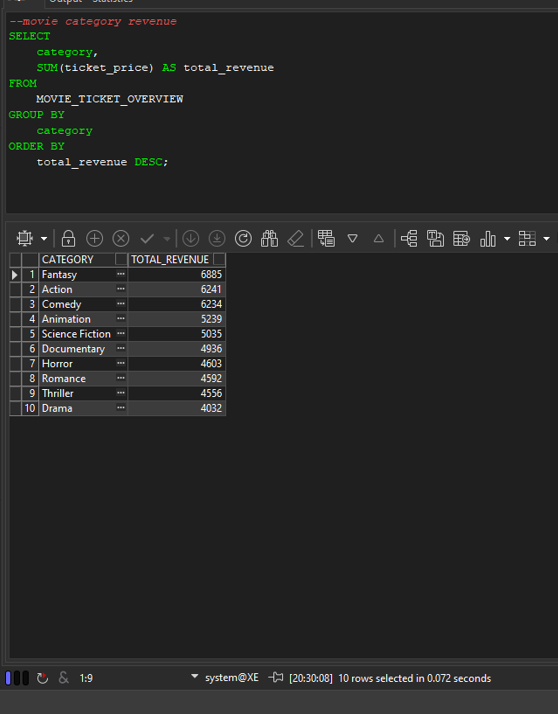 Output Statistics
--movie category revenue
SELECT
category,
SUM(ticket_price) AS total_revenue
FROM
MOVIE_TICKET_OVERVIEW
GROUP BY
category
ORDER BY
total_revenue DESC;
CATEGORY TOTAL_REVENUE
1 Fantasy ... 6885
2 Action ... 6241
3 Comedy ... 6234
4 Animation ... 5239
5 Science Fiction ... 5035
6 Documentary ... 4936
7 Horror ... 4603
8 Romance ... 4592
9 Thriller ... 4556
10 Drama ... 4032
& 1:9 system@XE [20:30:08] 10 rows selected in 0.072 seconds